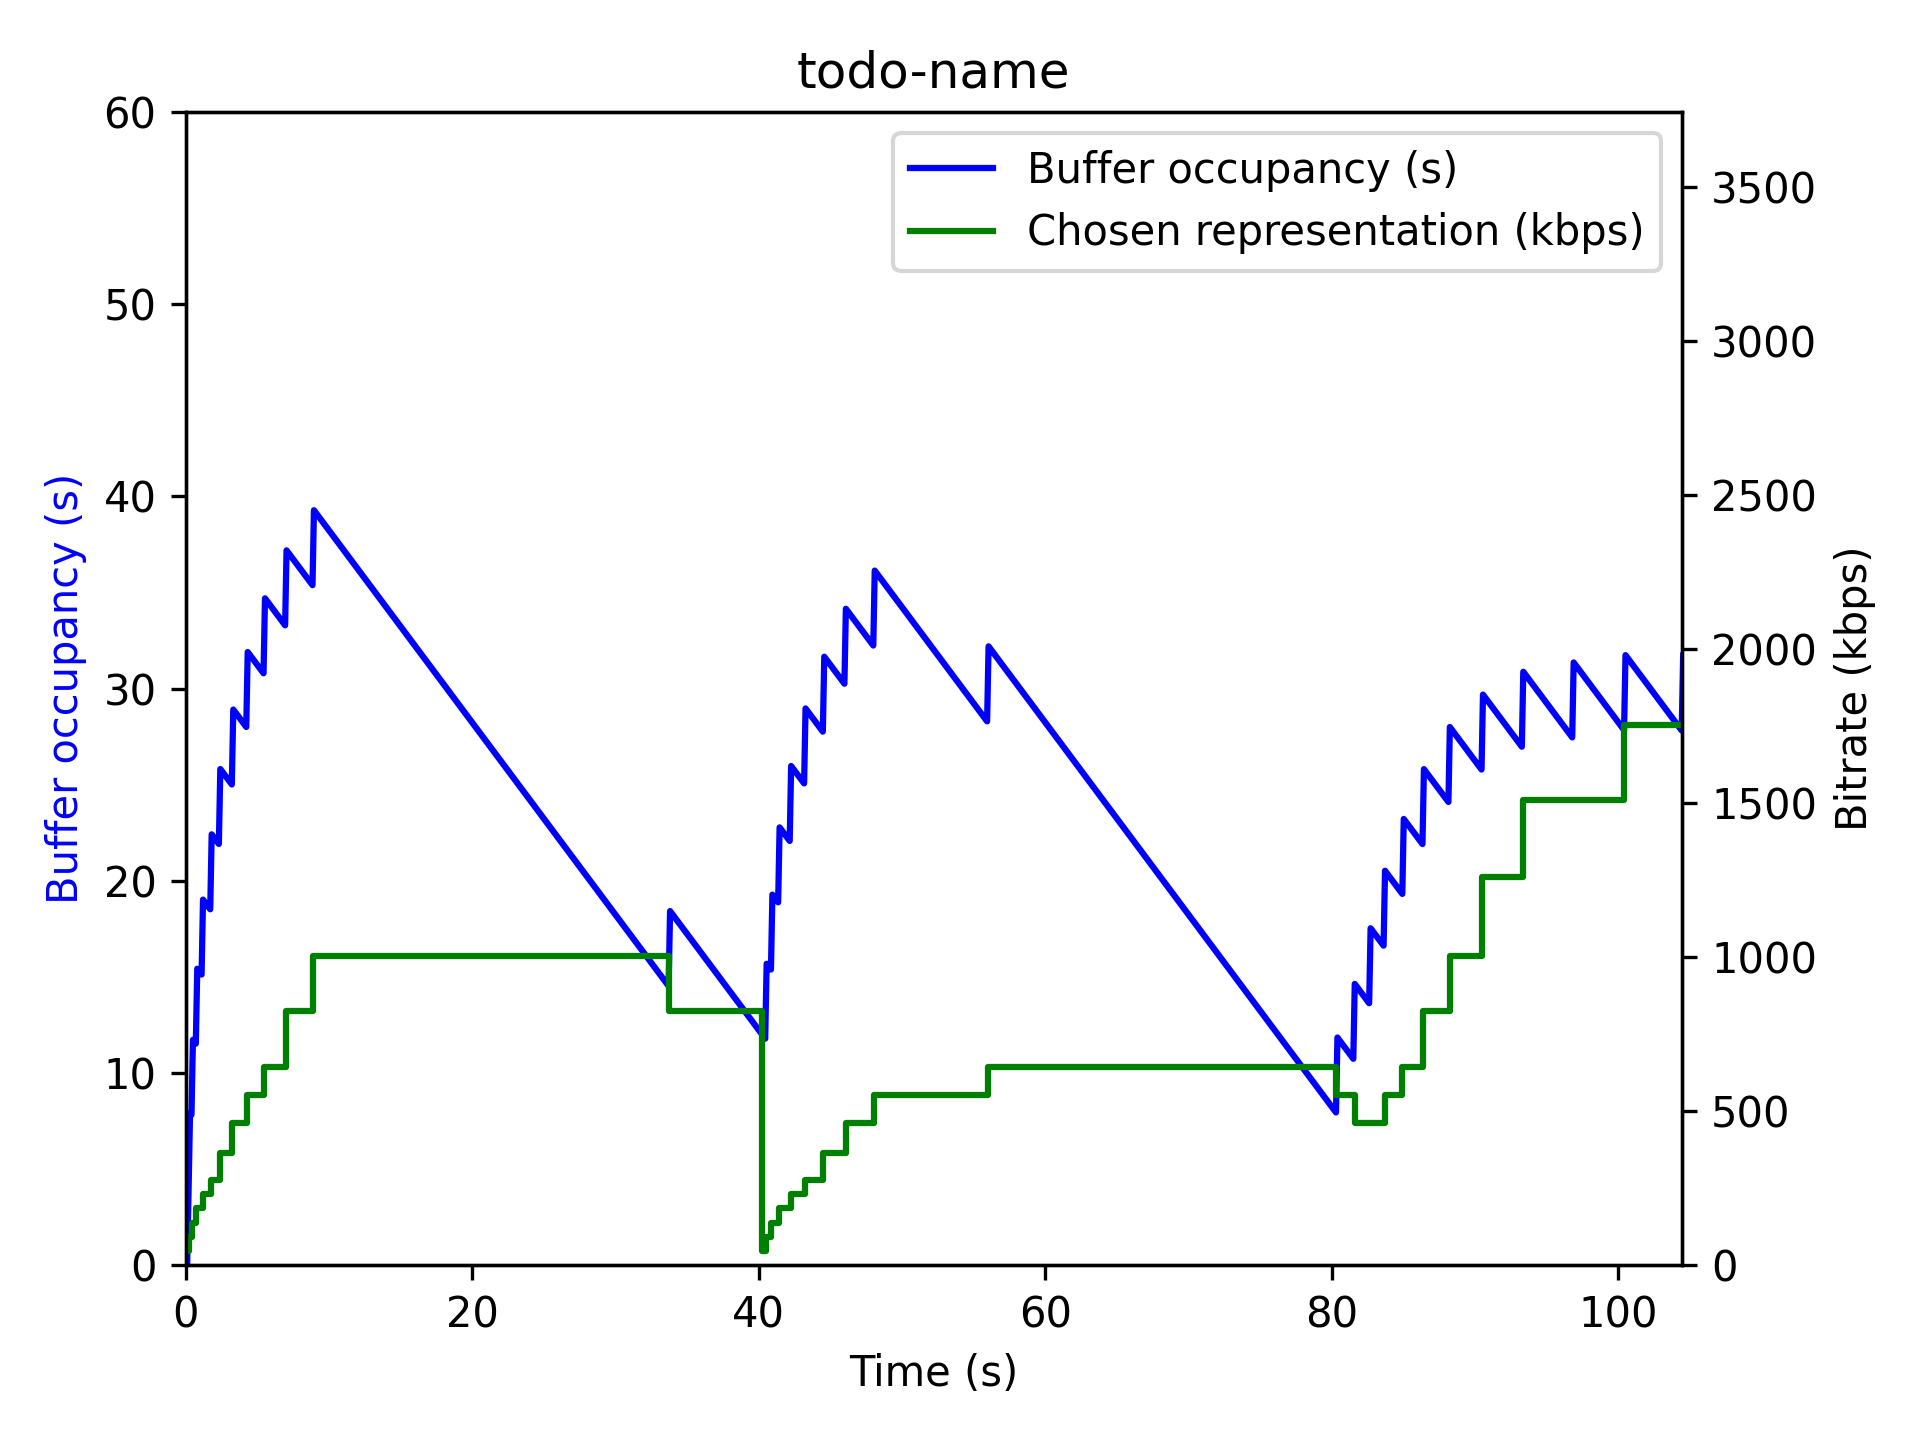 todo-name
Buffer occupancy (s)
Chosen representation (kbps)
60
50
40
30
20
10
0
Buffer occupancy (s)
3500
3000
2500
2000
1500
1000
500
0
Bitrate (kbps)
0 20 40 60 80 100
Time (s)